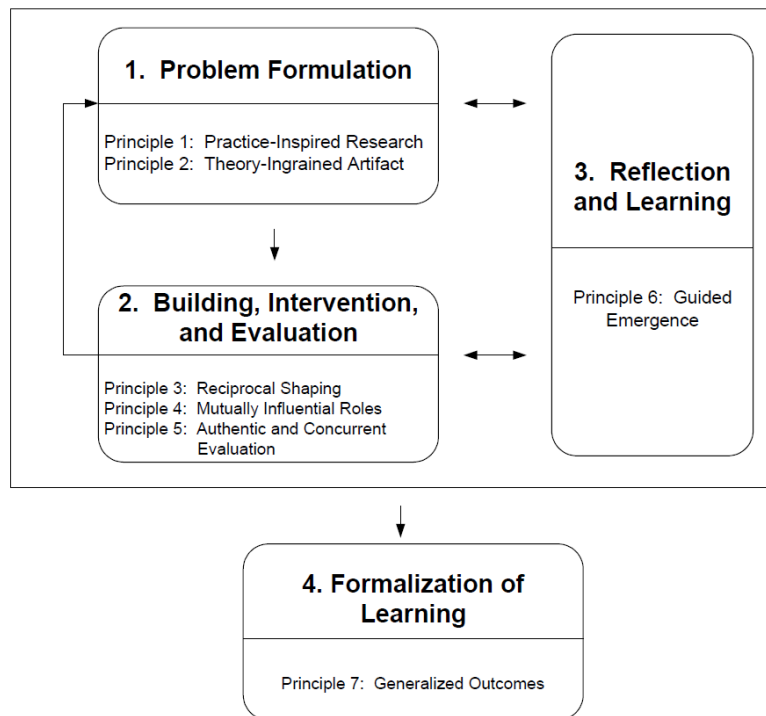 1. Problem Formulation
Principle 1: Practice-Inspired Research
Principle 2: Theory-Ingrained Artifact
2. Building, Intervention,
and Evaluation
Principle 3: Reciprocal Shaping
Principle 4: Mutually Influential Roles
Principle 5: Authentic and Concurrent
Evaluation
3. Reflection
and Learning
Principle 6: Guided
Emergence
4. Formalization of
Learning
Principle 7: Generalized Outcomes